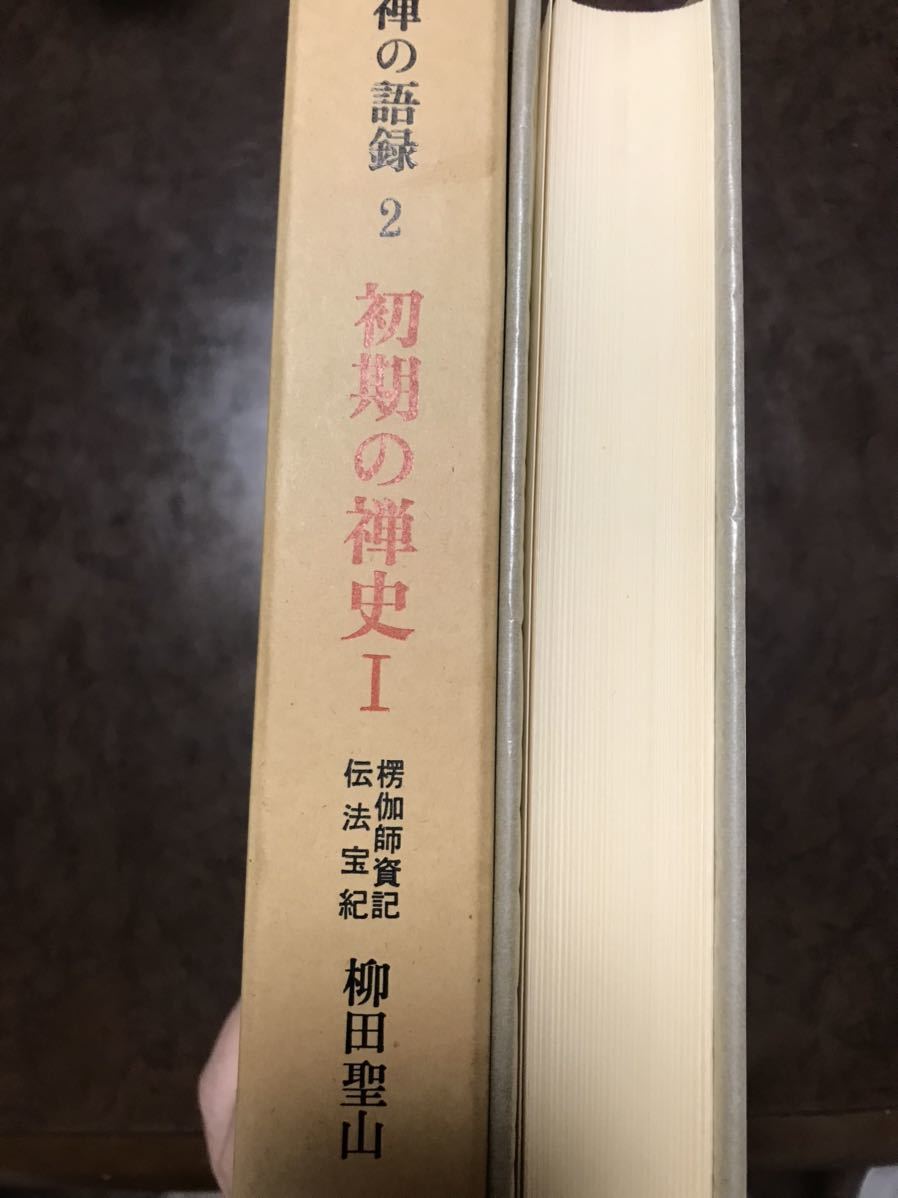 禅の語録 2
初期の禅史 I
楞伽師資記
伝法宝紀
柳田聖山